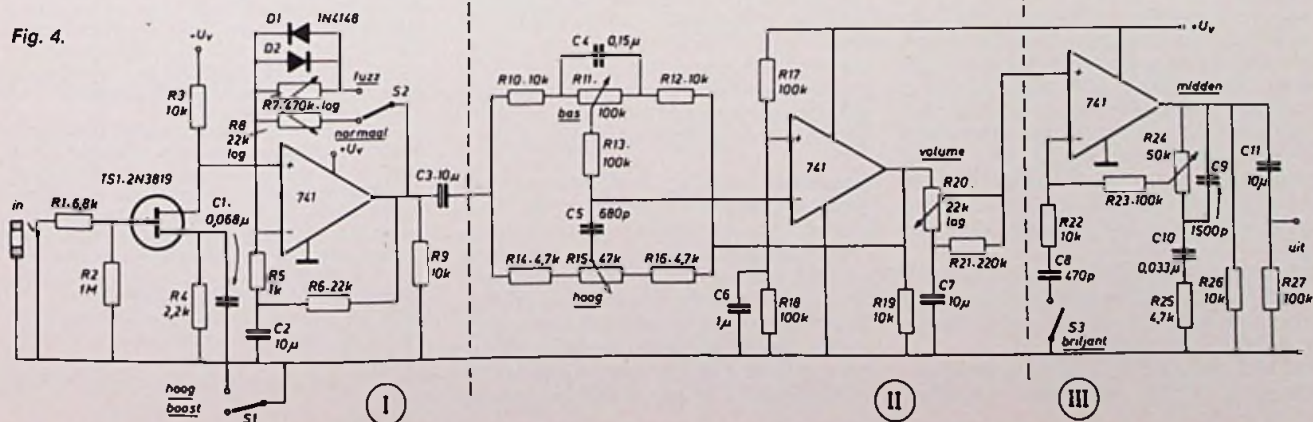 Fig. 4.
+Uv
R3
10k
D1
1N4148
D2
fuzz
R7.470k.log
S2
R8
22k
log
normaal
+Uv
TS1.2N3819
in
R1.6,8k
C1.
0,068µ
R2
1M
R4
2,2k
R5
1k
R6.22k
C2
10µ
741
+
-
R9
10k
C3.10µ
hoog
boost
S1
I
C4
0,15µ
R10.10k
R11.
100k
R12.10k
bas
R13.
100k
C5
680p
R14.4,7k
R15.47k
R16.4,7k
hoog
R17
100k
+
-
741
C6
1µ
R18
100k
R19
10k
volume
R20.
22k
log
R21.220k
C7
10µ
II
III
+Uv
+
-
741
midden
R24
50k
C9
1500p
C11
10µ
R23.100k
R22
10k
C8
470p
S3
briljant
C10
0,033µ
R25
4,7k
R26
10k
R27
100k
uit